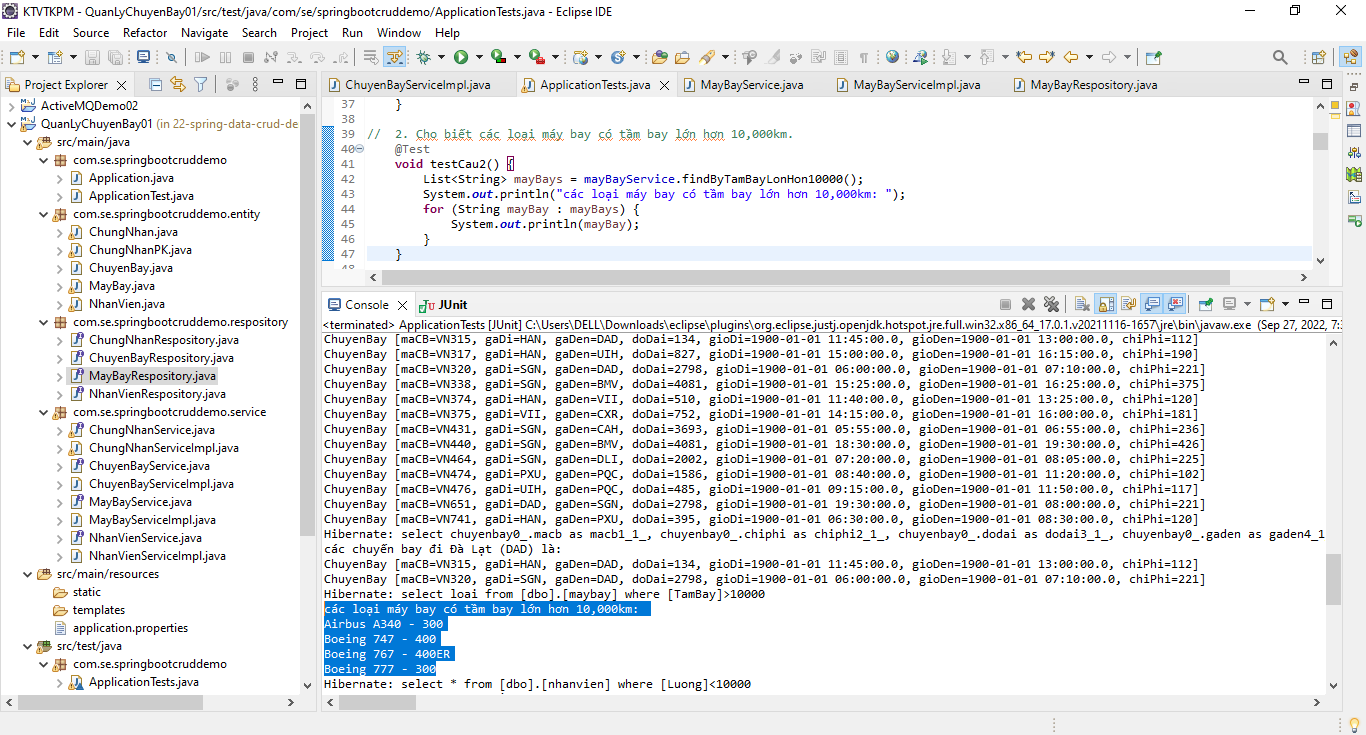 KTVTKPM - QuanLyChuyenBay01/src/test/java/com/se/springbootcruddemo/ApplicationTests.java - Eclipse IDE
File Edit Source Refactor Navigate Search Project Run Window Help
Project Explorer
ActiveMQDemo02
QuanLyChuyenBay01 (in 22-spring-data-crud-de
src/main/java
com.se.springbootcruddemo
Application.java
ApplicationTest.java
com.se.springbootcruddemo.entity
ChungNhan.java
ChungNhanPK.java
ChuyenBay.java
MayBay.java
NhanVien.java
com.se.springbootcruddemo.respository
ChungNhanRespository.java
ChuyenBayRespository.java
MayBayRespository.java
NhanVienRespository.java
com.se.springbootcruddemo.service
ChungNhanService.java
ChungNhanServiceImpl.java
ChuyenBayService.java
ChuyenBayServiceImpl.java
MayBayService.java
MayBayServiceImpl.java
NhanVienService.java
NhanVienServiceImpl.java
src/main/resources
static
templates
application.properties
src/test/java
com.se.springbootcruddemo
ApplicationTests.java
ChuyenBayServiceImpl.java ApplicationTests.java MayBayService.java MayBayServiceImpl.java MayBayRespository.java
37 }
38
39 // 2. Cho biết các loại máy bay có tầm bay lớn hơn 10,000km.
40 @Test
41 void testCau2() {
42 List<String> mayBays = mayBayService.findByTamBayLonHon10000();
43 System.out.println("các loại máy bay có tầm bay lớn hơn 10,000km: ");
44 for (String mayBay : mayBays) {
45 System.out.println(mayBay);
46 }
47 }
48
Console JUnit
<terminated> ApplicationTests [JUnit] C:\Users\DELL\Downloads\eclipse\plugins\org.eclipse.justj.openjdk.hotspot.jre.full.win32.x86_64_17.0.1.v20211116-1657\jre\bin\javaw.exe (Sep 27, 2022, 7:
ChuyenBay [maCB=VN315, gaDi=HAN, gaDen=DAD, doDai=134, gioDi=1900-01-01 11:45:00.0, gioDen=1900-01-01 13:00:00.0, chiPhi=112]
ChuyenBay [maCB=VN317, gaDi=HAN, gaDen=UIH, doDai=827, gioDi=1900-01-01 15:00:00.0, gioDen=1900-01-01 16:15:00.0, chiPhi=190]
ChuyenBay [maCB=VN320, gaDi=SGN, gaDen=DAD, doDai=2798, gioDi=1900-01-01 06:00:00.0, gioDen=1900-01-01 07:10:00.0, chiPhi=221]
ChuyenBay [maCB=VN338, gaDi=SGN, gaDen=BMV, doDai=4081, gioDi=1900-01-01 15:25:00.0, gioDen=1900-01-01 16:25:00.0, chiPhi=375]
ChuyenBay [maCB=VN374, gaDi=HAN, gaDen=VII, doDai=510, gioDi=1900-01-01 11:40:00.0, gioDen=1900-01-01 13:25:00.0, chiPhi=120]
ChuyenBay [maCB=VN375, gaDi=VII, gaDen=CXR, doDai=752, gioDi=1900-01-01 14:15:00.0, gioDen=1900-01-01 16:00:00.0, chiPhi=181]
ChuyenBay [maCB=VN431, gaDi=SGN, gaDen=CAH, doDai=3693, gioDi=1900-01-01 05:55:00.0, gioDen=1900-01-01 06:55:00.0, chiPhi=236]
ChuyenBay [maCB=VN440, gaDi=SGN, gaDen=BMV, doDai=4081, gioDi=1900-01-01 18:30:00.0, gioDen=1900-01-01 19:30:00.0, chiPhi=426]
ChuyenBay [maCB=VN464, gaDi=SGN, gaDen=DLI, doDai=2002, gioDi=1900-01-01 07:20:00.0, gioDen=1900-01-01 08:05:00.0, chiPhi=225]
ChuyenBay [maCB=VN474, gaDi=PXU, gaDen=PQC, doDai=1586, gioDi=1900-01-01 08:40:00.0, gioDen=1900-01-01 11:20:00.0, chiPhi=102]
ChuyenBay [maCB=VN476, gaDi=UIH, gaDen=PQC, doDai=485, gioDi=1900-01-01 09:15:00.0, gioDen=1900-01-01 11:50:00.0, chiPhi=117]
ChuyenBay [maCB=VN651, gaDi=DAD, gaDen=SGN, doDai=2798, gioDi=1900-01-01 19:30:00.0, gioDen=1900-01-01 08:00:00.0, chiPhi=221]
ChuyenBay [maCB=VN741, gaDi=HAN, gaDen=PXU, doDai=395, gioDi=1900-01-01 06:30:00.0, gioDen=1900-01-01 08:30:00.0, chiPhi=120]
Hibernate: select chuyenbay0_.macb as macb1_1_, chuyenbay0_.chiphi as chiphi2_1_, chuyenbay0_.dodai as dodai3_1_, chuyenbay0_.gaden as gaden4_1
các chuyến bay đi Đà Lạt (DAD) là:
ChuyenBay [maCB=VN315, gaDi=HAN, gaDen=DAD, doDai=134, gioDi=1900-01-01 11:45:00.0, gioDen=1900-01-01 13:00:00.0, chiPhi=112]
ChuyenBay [maCB=VN320, gaDi=SGN, gaDen=DAD, doDai=2798, gioDi=1900-01-01 06:00:00.0, gioDen=1900-01-01 07:10:00.0, chiPhi=221]
Hibernate: select loai from [dbo].[maybay] where [TamBay]>10000
các loại máy bay có tầm bay lớn hơn 10,000km:
Airbus A340 - 300
Boeing 747 - 400
Boeing 767 - 400ER
Boeing 777 - 300
Hibernate: select * from [dbo].[nhanvien] where [Luong]<10000